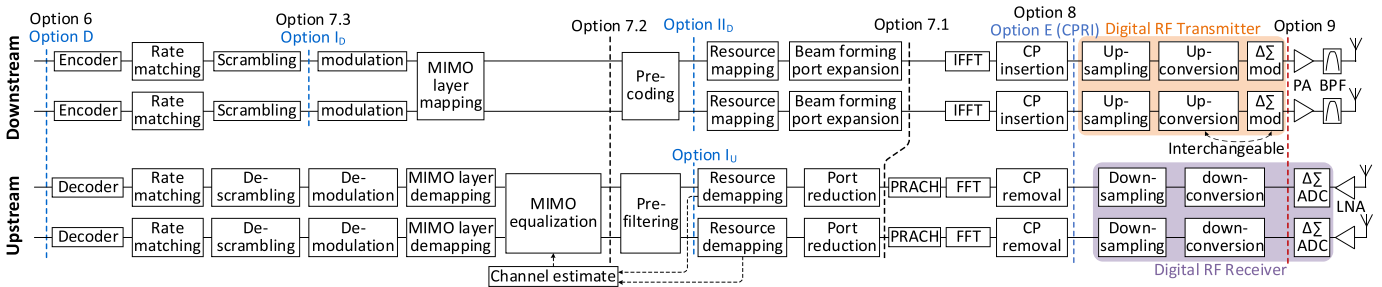 Option 6
Option D
Option 7.3
Option I_D
Option 7.2
Option II_D
Option 7.1
Option 8
Option E (CPRI)
Digital RF Transmitter
Option 9
Downstream
Encoder
Rate
matching
Scrambling
modulation
MIMO
layer
mapping
Pre-
coding
Resource
mapping
Beam forming
port expansion
IFFT
CP
insertion
Up-
sampling
Up-
conversion
ΔΣ
mod
PA
BPF
Encoder
Rate
matching
Scrambling
modulation
Resource
mapping
Beam forming
port expansion
IFFT
CP
insertion
Up-
sampling
Up-
conversion
ΔΣ
mod
Interchangeable
Option I_U
Upstream
Decoder
Rate
matching
De-
scrambling
De-
modulation
MIMO layer
demapping
MIMO
equalization
Pre-
filtering
Resource
demapping
Port
reduction
PRACH
FFT
CP
removal
Down-
sampling
down-
conversion
ΔΣ
ADC
LNA
Decoder
Rate
matching
De-
scrambling
De-
modulation
MIMO layer
demapping
Resource
demapping
Port
reduction
PRACH
FFT
CP
removal
Down-
sampling
down-
conversion
ΔΣ
ADC
Channel estimate
Digital RF Receiver